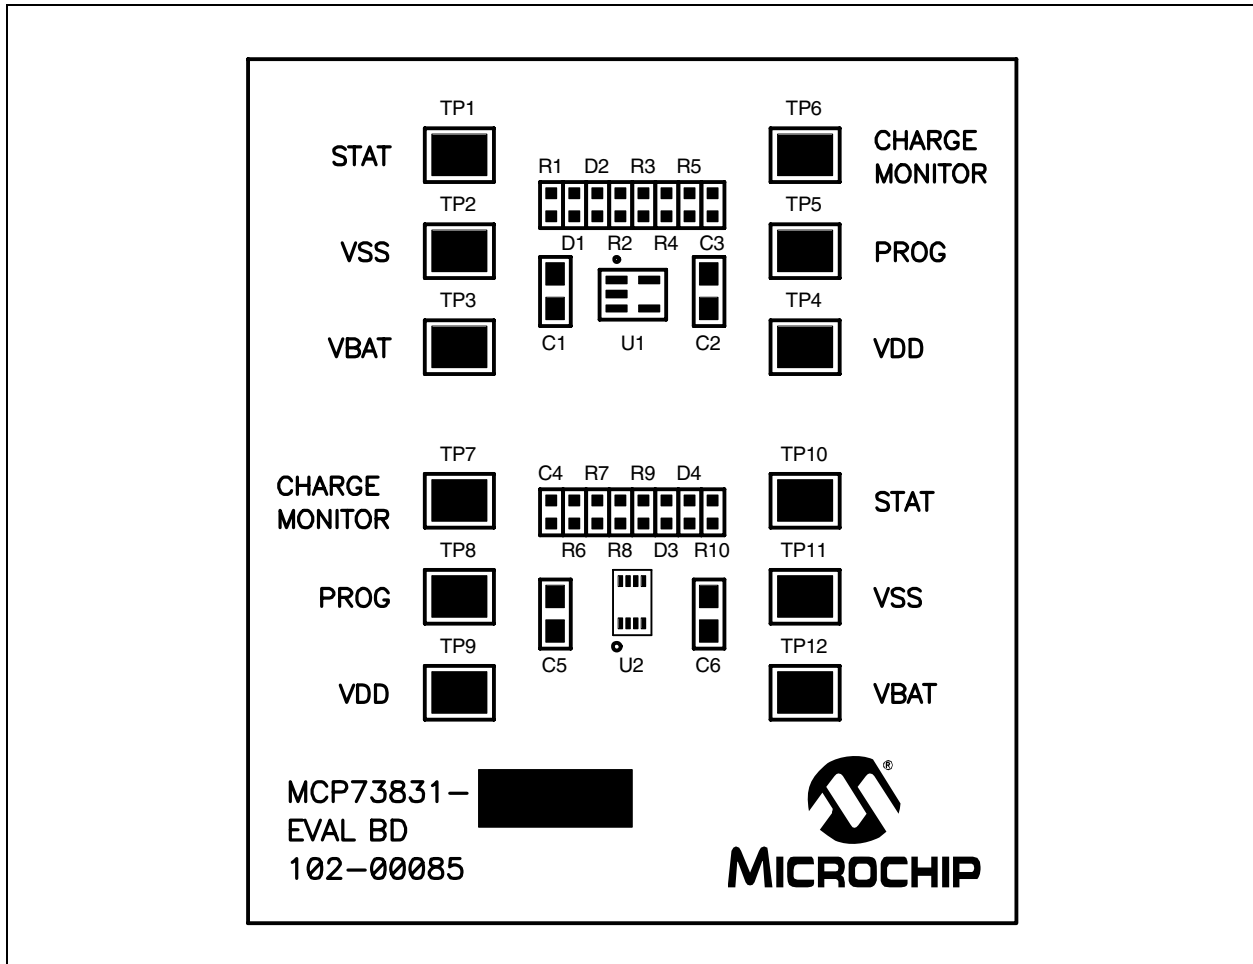 TP1
TP6
STAT
CHARGE
MONITOR
R1 D2 R3 R5
TP2
TP5
D1 R2 R4 C3
VSS
PROG
TP3
TP4
C1 U1 C2
VBAT
VDD
TP7
TP10
C4 R7 R9 D4
CHARGE
MONITOR
STAT
TP8
TP11
R6 R8 D3 R10
PROG
VSS
TP9
TP12
C5 U2 C6
VDD
VBAT
MCP73831-
EVAL BD
102-00085
®
MICROCHIP